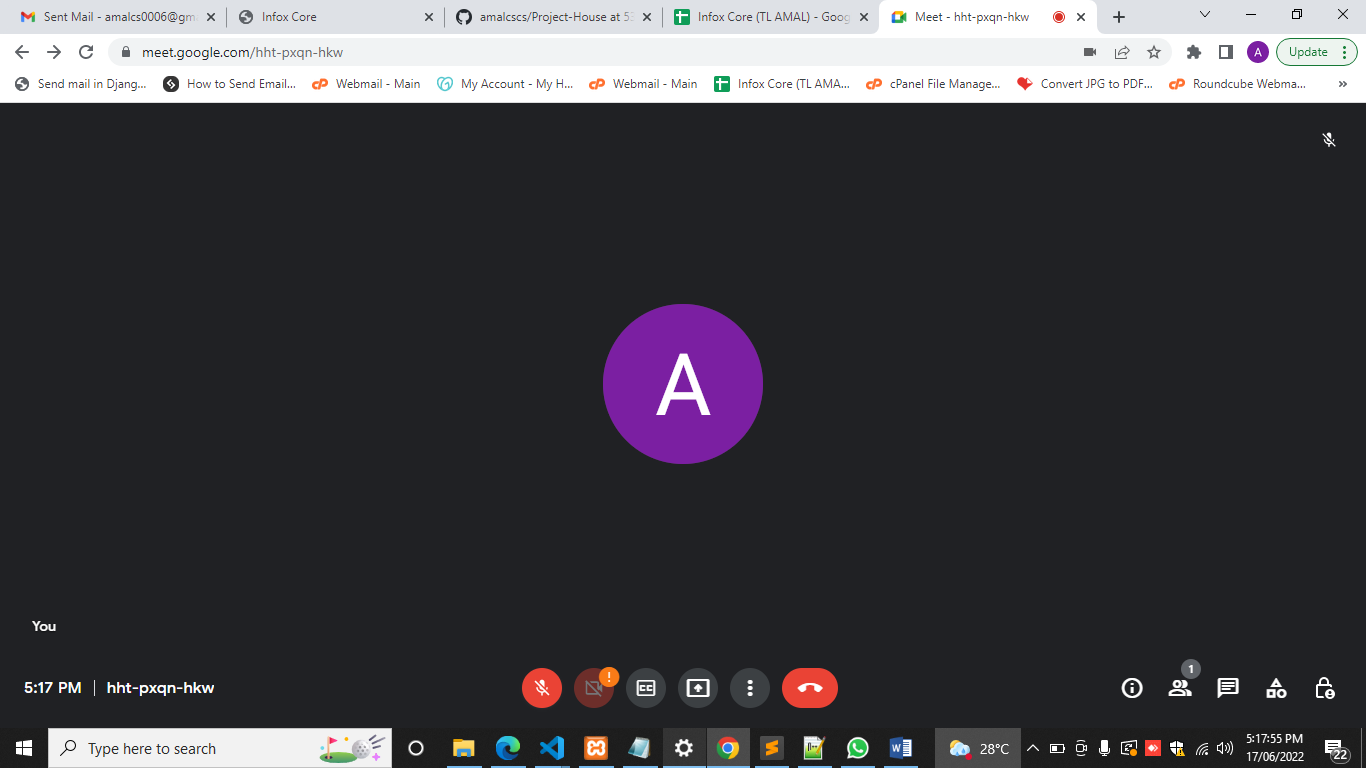 Sent Mail - amalcs0006@gm
Infox Core
amalcscs/Project-House at 53
Infox Core (TL AMAL) - Goog
Meet - hht-pxqn-hkw
meet.google.com/hht-pxqn-hkw
A
Update
Send mail in Djang...
How to Send Email...
Webmail - Main
My Account - My H...
Webmail - Main
Infox Core (TL AMA...
cPanel File Manage...
Convert JPG to PDF...
Roundcube Webma...
»
A
You
5:17 PM | hht-pxqn-hkw
!
CC
1
Type here to search
W
28°C
5:17:55 PM
17/06/2022
22